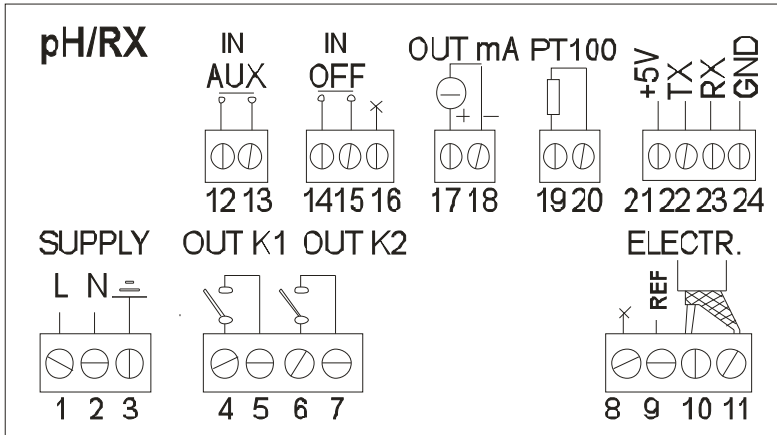 pH/RX
IN AUX
IN OFF
OUT mA PT100
+5V
TX
RX
GND
+ -
12 13
14 15 16
17 18
19 20
21 22 23 24
SUPPLY
OUT K1 OUT K2
ELECTR.
L N
REF
1 2 3
4 5 6 7
8 9 10 11